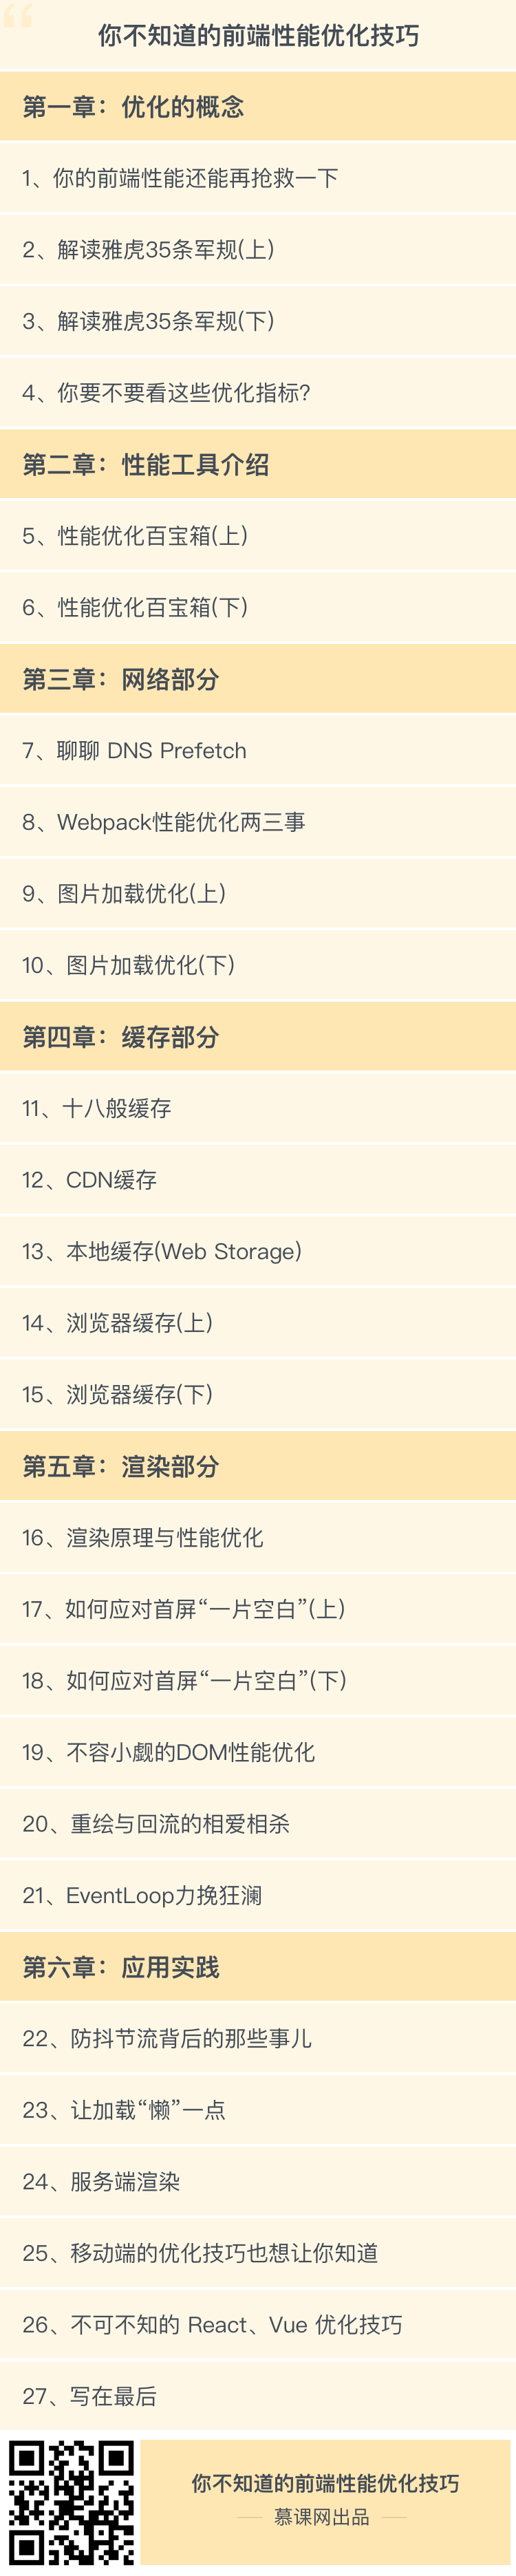 你不知道的前端性能优化技巧
第一章：优化的概念
1、你的前端性能还能再抢救一下
2、解读雅虎35条军规(上)
3、解读雅虎35条军规(下)
4、你要不要看这些优化指标?
第二章：性能工具介绍
5、性能优化百宝箱(上)
6、性能优化百宝箱(下)
第三章：网络部分
7、聊聊 DNS Prefetch
8、Webpack性能优化两三事
9、图片加载优化(上)
10、图片加载优化(下)
第四章：缓存部分
11、十八般缓存
12、CDN缓存
13、本地缓存(Web Storage)
14、浏览器缓存(上)
15、浏览器缓存(下)
第五章：渲染部分
16、渲染原理与性能优化
17、如何应对首屏“一片空白”(上)
18、如何应对首屏“一片空白”(下)
19、不容小觑的DOM性能优化
20、重绘与回流的相爱相杀
21、EventLoop力挽狂澜
第六章：应用实践
22、防抖节流背后的那些事儿
23、让加载“懒”一点
24、服务端渲染
25、移动端的优化技巧也想让你知道
26、不可不知的 React、Vue 优化技巧
27、写在最后
你不知道的前端性能优化技巧
慕课网出品